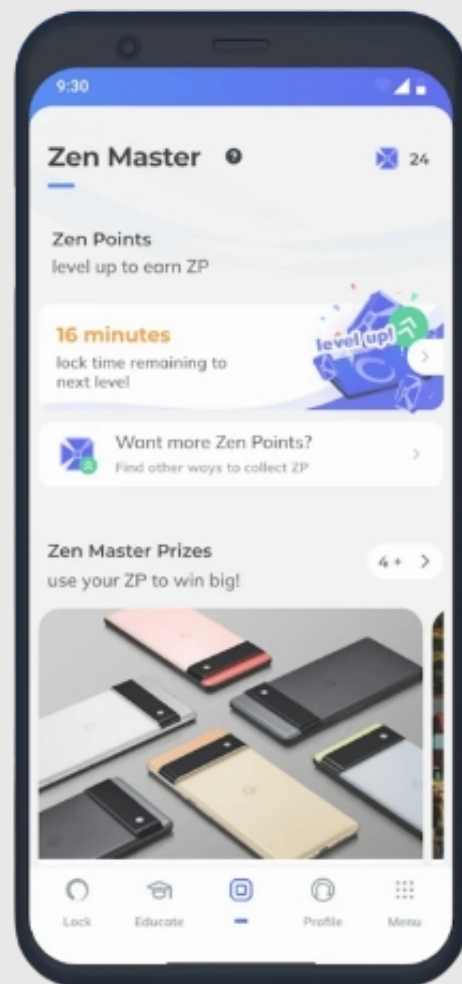 9:30
Zen Master
24
Zen Points
level up to earn ZP
16 minutes
lock time remaining to
next level
level up!
Want more Zen Points?
Find other ways to collect ZP
Zen Master Prizes
4+
use your ZP to win big!
Lock
Educate
Profile
Menu